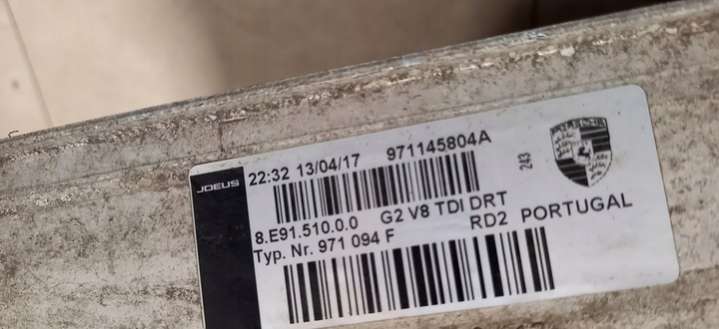 JDEUS
22:32 13/04/17 971145804A
243
PORSCHE
8.E91.510.0.0 G2 V8 TDI DRT
Typ. Nr. 971 094 F RD2 PORTUGAL